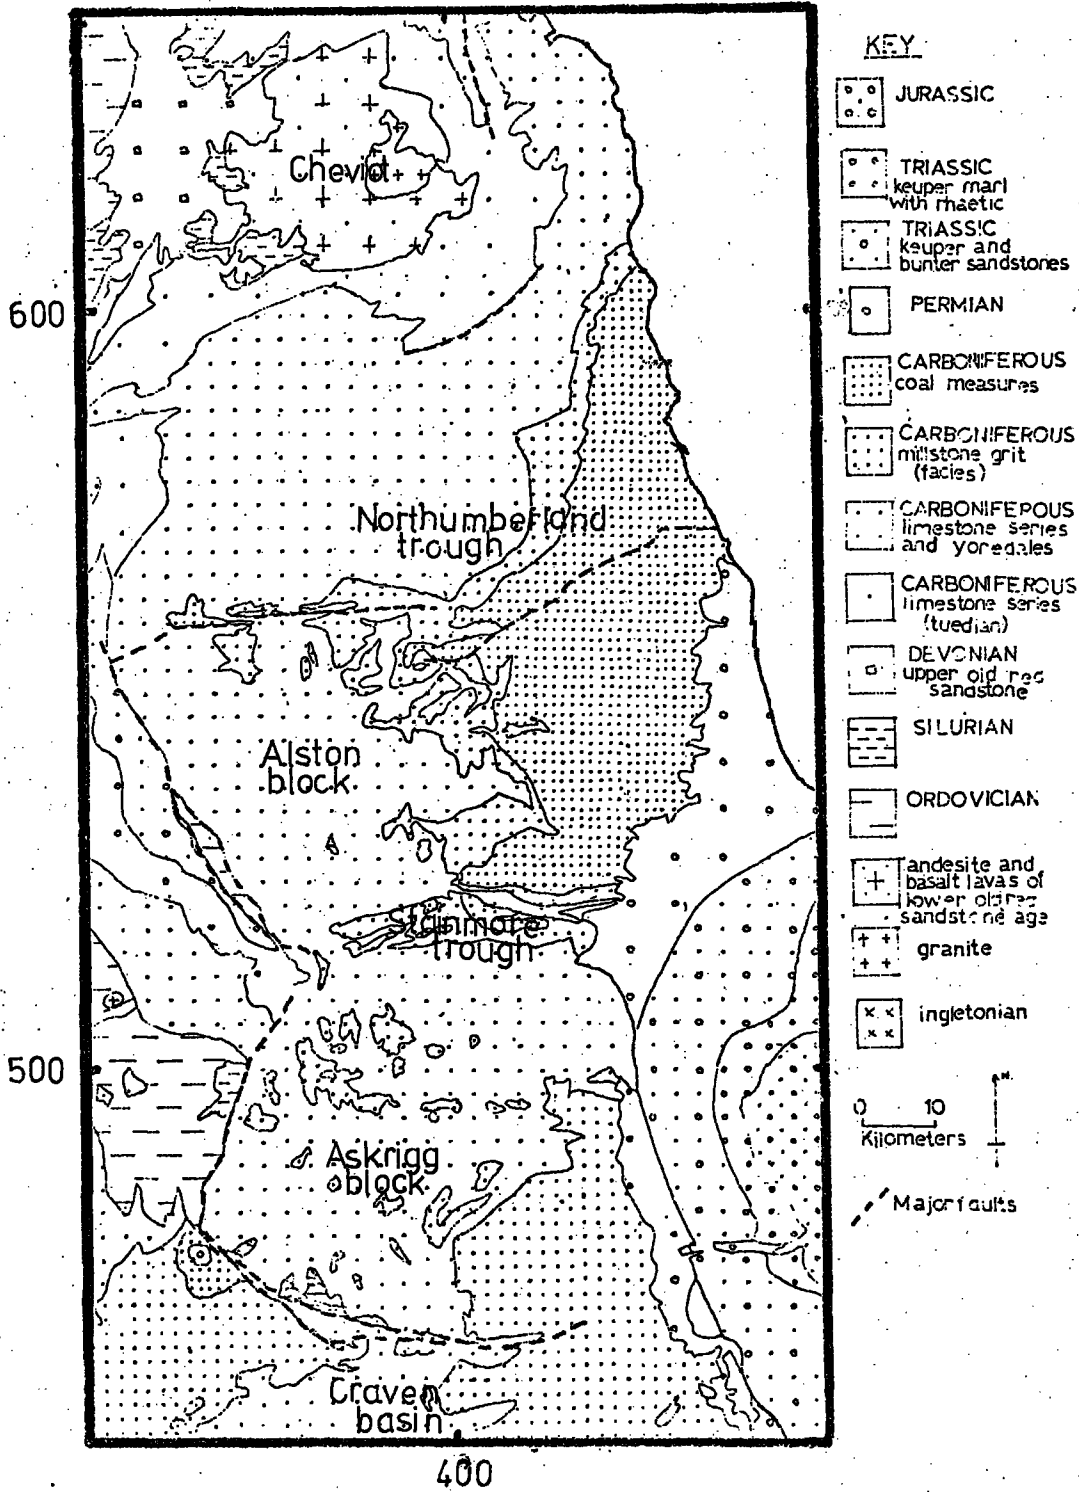 Cheviot
600
Northumberland
trough
Alston
block
Stainmore
trough
500
Askrigg
block
Craven
basin
400
KEY
JURASSIC
TRIASSIC
keuper marl
with rhaetic
TRIASSIC
keuper and
bunter sandstones
PERMIAN
CARBONIFEROUS
coal measures
CARBONIFEROUS
millstone grit
(facies)
CARBONIFEROUS
limestone series
and yoredales
CARBONIFEROUS
limestone series
(tuedian)
DEVONIAN
upper old red
sandstone
SILURIAN
ORDOVICIAN
andesite and
basalt lavas of
lower old red
sandstone age
granite
ingletonian
N.
0 10
Kilometers
Major faults